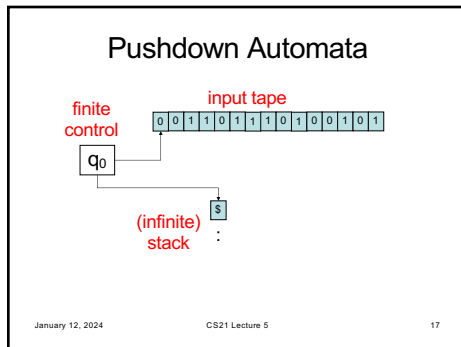 Pushdown Automata
input tape
finite
control
0 0 1 1 0 1 1 1 0 1 0 0 1 0 1
q0
$
(infinite)
stack
:
January 12, 2024
CS21 Lecture 5
17